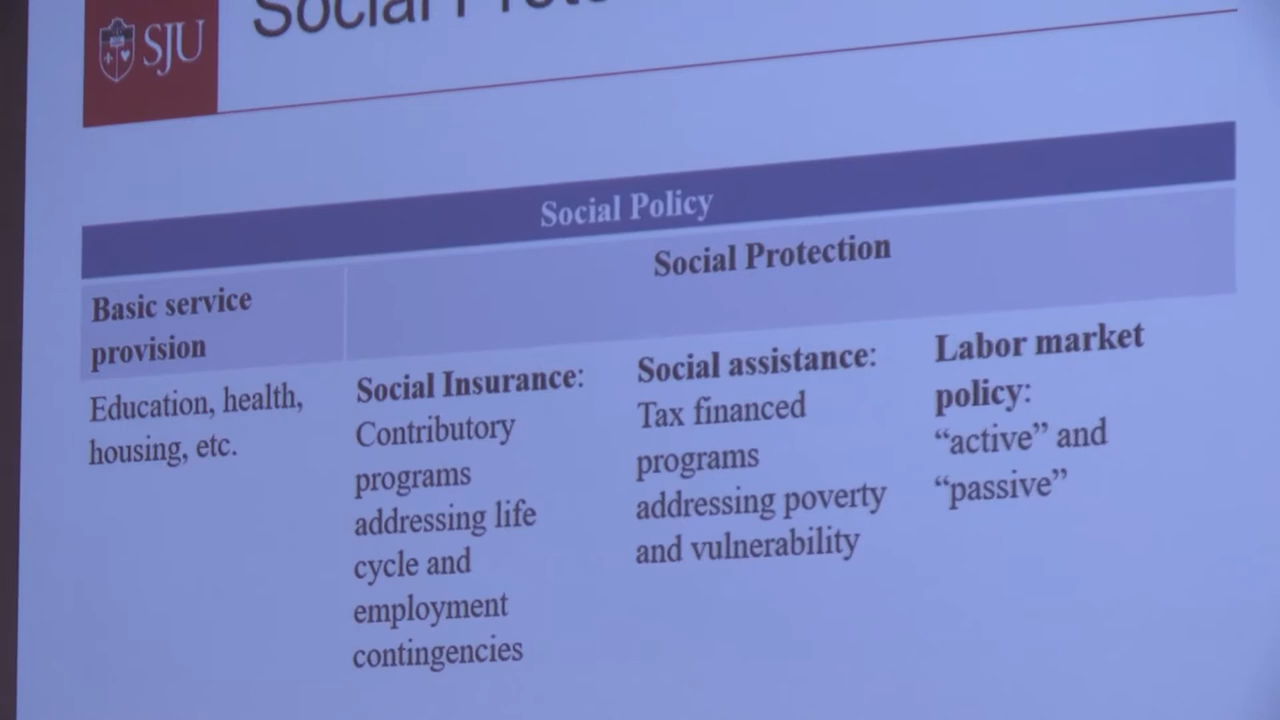 SJU
Social
Social Policy
Basic service
provision
Social Protection
Education, health,
housing, etc.
Social Insurance:
Contributory
programs
addressing life
cycle and
employment
contingencies
Social assistance:
Tax financed
programs
addressing poverty
and vulnerability
Labor market
policy:
“active” and
“passive”